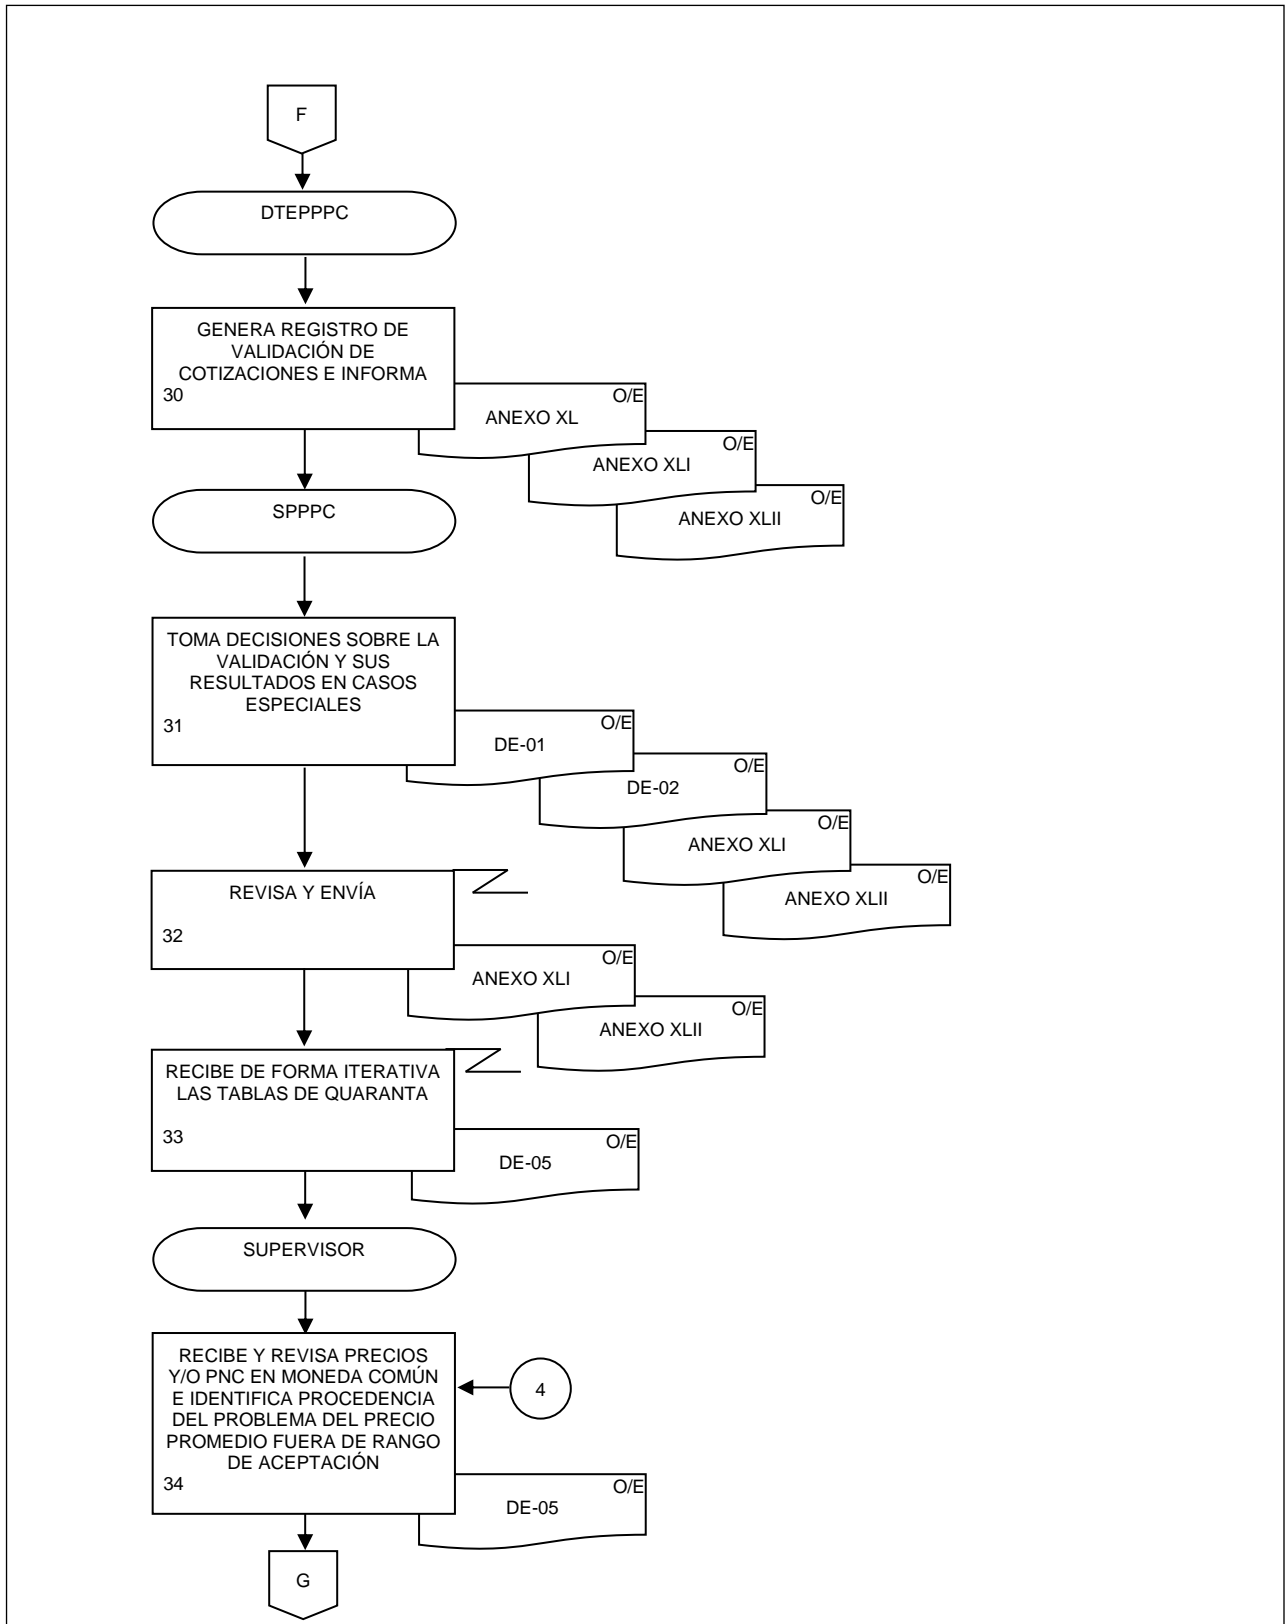 F
DTEPPPC
GENERA REGISTRO DE
VALIDACIÓN DE
COTIZACIONES E INFORMA
30
O/E
ANEXO XL
O/E
ANEXO XLI
O/E
ANEXO XLII
SPPPC
TOMA DECISIONES SOBRE LA
VALIDACIÓN Y SUS
RESULTADOS EN CASOS
ESPECIALES
31
O/E
DE-01
O/E
DE-02
O/E
ANEXO XLI
O/E
ANEXO XLII
REVISA Y ENVÍA
32
O/E
ANEXO XLI
O/E
ANEXO XLII
RECIBE DE FORMA ITERATIVA
LAS TABLAS DE QUARANTA
33
O/E
DE-05
SUPERVISOR
RECIBE Y REVISA PRECIOS
Y/O PNC EN MONEDA COMÚN
E IDENTIFICA PROCEDENCIA
DEL PROBLEMA DEL PRECIO
PROMEDIO FUERA DE RANGO
DE ACEPTACIÓN
34
4
O/E
DE-05
G